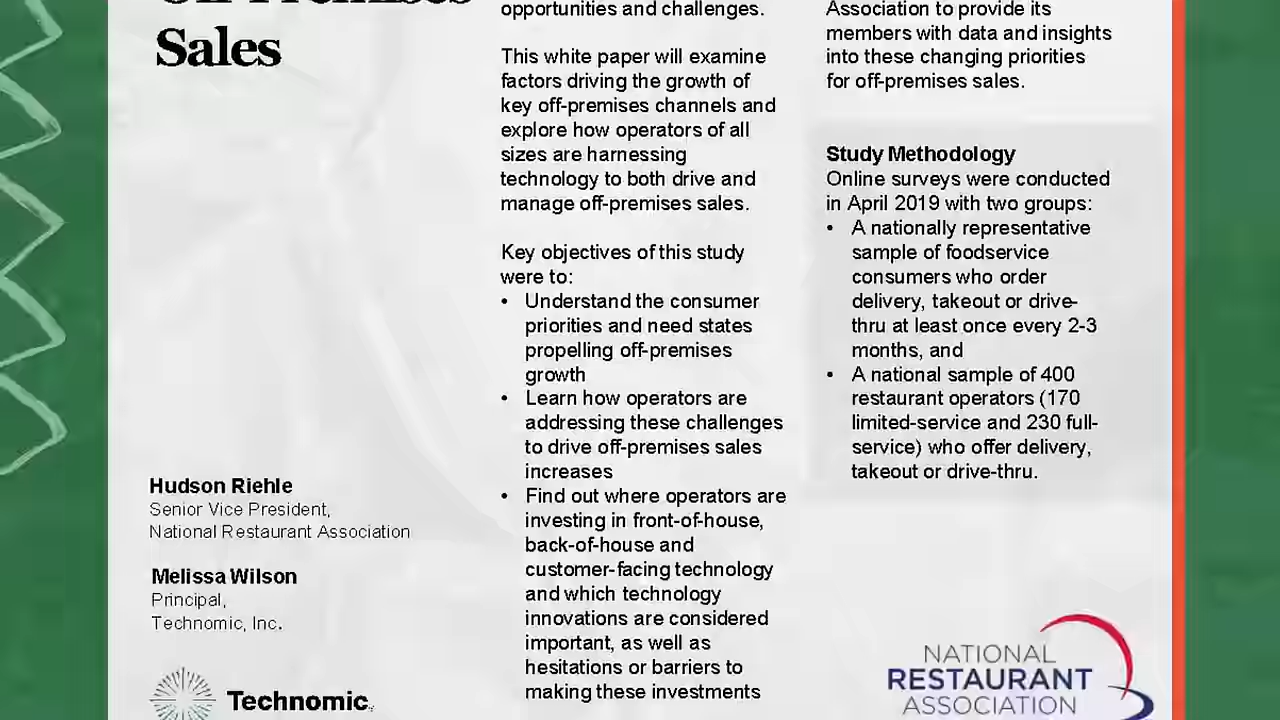 Off-Premises
Sales
Hudson Riehle
Senior Vice President,
National Restaurant Association
Melissa Wilson
Principal,
Technomic, Inc.
Technomic
opportunities and challenges.
This white paper will examine
factors driving the growth of
key off-premises channels and
explore how operators of all
sizes are harnessing
technology to both drive and
manage off-premises sales.
Key objectives of this study
were to:
• Understand the consumer
priorities and need states
propelling off-premises
growth
• Learn how operators are
addressing these challenges
to drive off-premises sales
increases
• Find out where operators are
investing in front-of-house,
back-of-house and
customer-facing technology
and which technology
innovations are considered
important, as well as
hesitations or barriers to
making these investments
Association to provide its
members with data and insights
into these changing priorities
for off-premises sales.
Study Methodology
Online surveys were conducted
in April 2019 with two groups:
• A nationally representative
sample of foodservice
consumers who order
delivery, takeout or drive-
thru at least once every 2-3
months, and
• A national sample of 400
restaurant operators (170
limited-service and 230 full-
service) who offer delivery,
takeout or drive-thru.
NATIONAL
RESTAURANT
ASSOCIATION